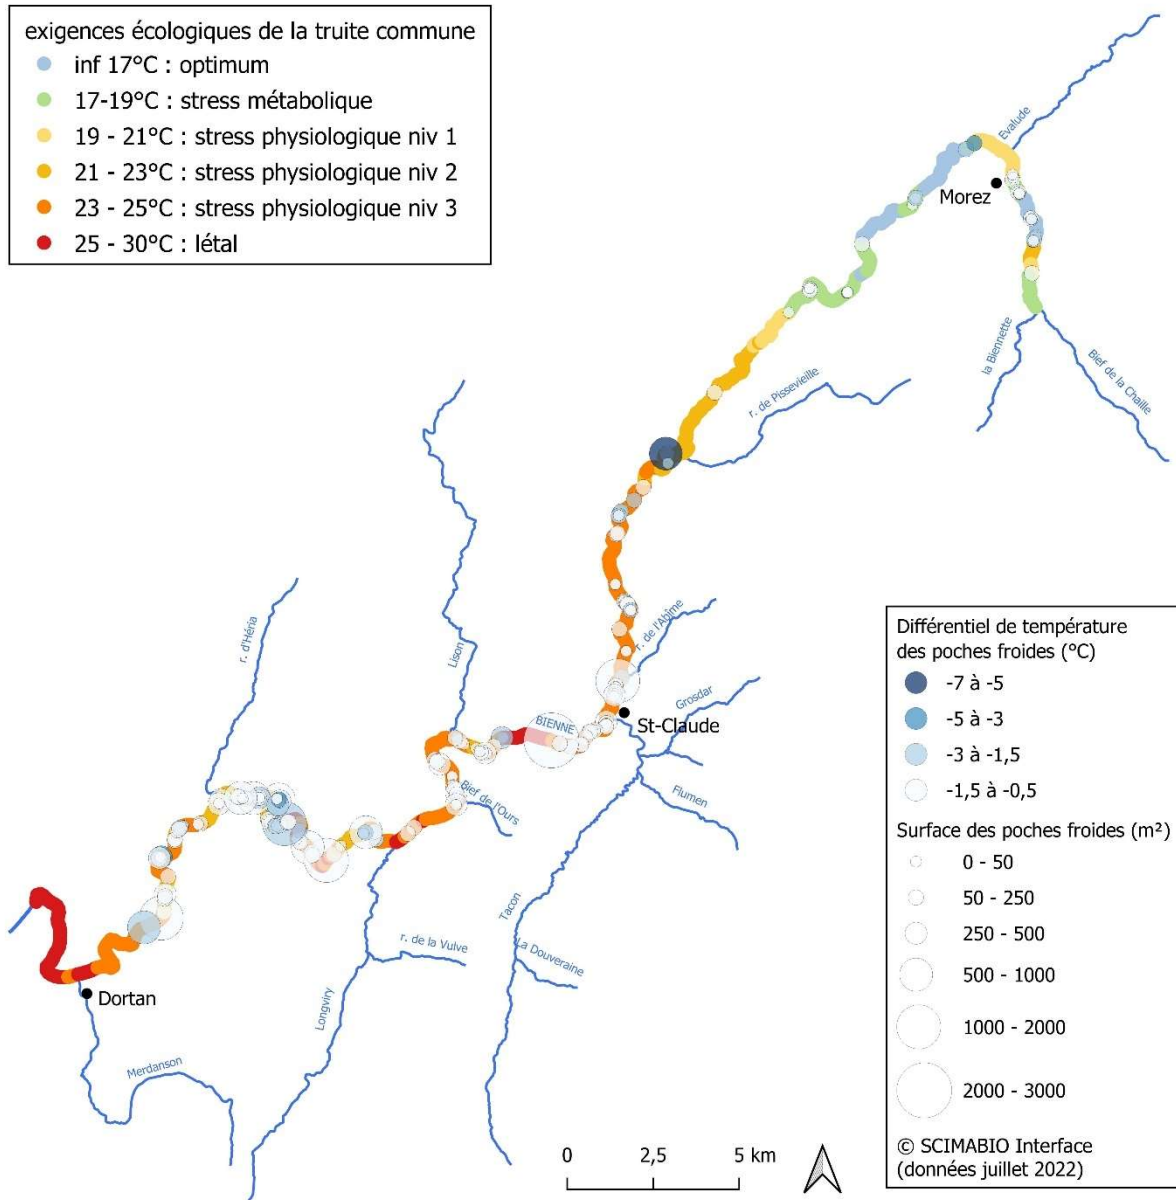 exigences écologiques de la truite commune
inf 17°C : optimum
17-19°C : stress métabolique
19 - 21°C : stress physiologique niv 1
21 - 23°C : stress physiologique niv 2
23 - 25°C : stress physiologique niv 3
25 - 30°C : létal
Evalude
Morez
la Biennette
Bief de la Chaille
r. de Pissevieille
r. de l'Abîme
Grosdar
St-Claude
Flumen
BIENNE
Lison
r. d'Héria
Bief de l'Ours
Tacon
La Douveraine
r. de la Vulve
Longviry
Dortan
Merdanson
Différentiel de température
des poches froides (°C)
-7 à -5
-5 à -3
-3 à -1,5
-1,5 à -0,5
Surface des poches froides (m²)
0 - 50
50 - 250
250 - 500
500 - 1000
1000 - 2000
2000 - 3000
© SCIMABIO Interface
(données juillet 2022)
0 2,5 5 km